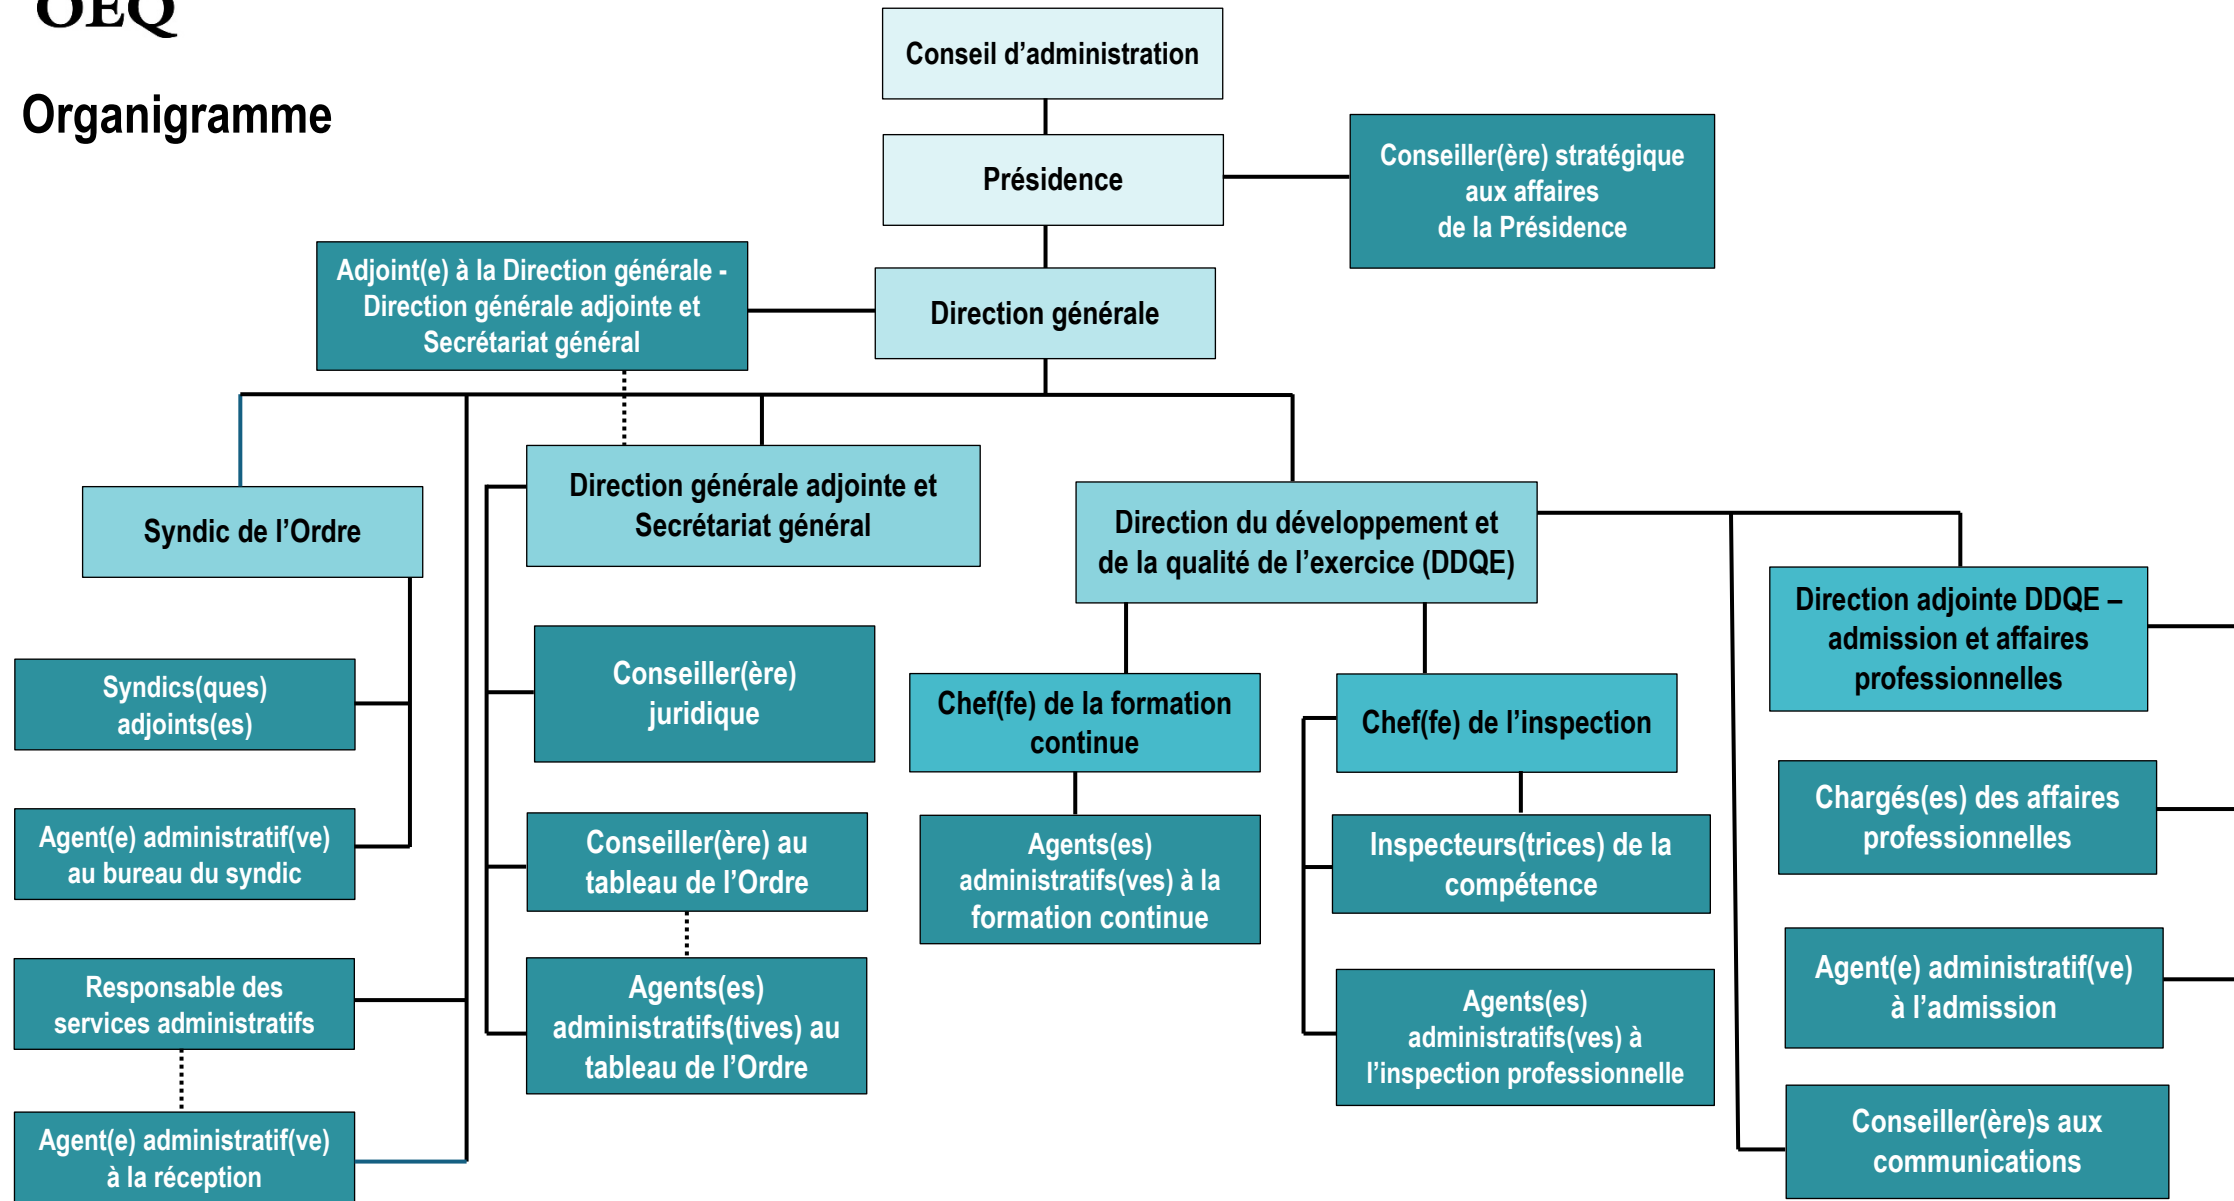 OEQ
Organigramme
Conseil d’administration
Présidence
Conseiller(ère) stratégique
aux affaires
de la Présidence
Adjoint(e) à la Direction générale -
Direction générale adjointe et
Secrétariat général
Direction générale
Syndic de l’Ordre
Direction générale adjointe et
Secrétariat général
Direction du développement et
de la qualité de l’exercice (DDQE)
Direction adjointe DDQE –
admission et affaires
professionnelles
Syndics(ques)
adjoints(es)
Conseiller(ère)
juridique
Chef(fe) de la formation
continue
Chef(fe) de l’inspection
Chargés(es) des affaires
professionnelles
Agent(e) administratif(ve)
au bureau du syndic
Conseiller(ère) au
tableau de l’Ordre
Agents(es)
administratifs(ves) à la
formation continue
Inspecteurs(trices) de la
compétence
Agent(e) administratif(ve)
à l’admission
Responsable des
services administratifs
Agents(es)
administratifs(tives) au
tableau de l’Ordre
Agents(es)
administratifs(ves) à
l’inspection professionnelle
Agent(e) administratif(ve)
à la réception
Conseiller(ère)s aux
communications